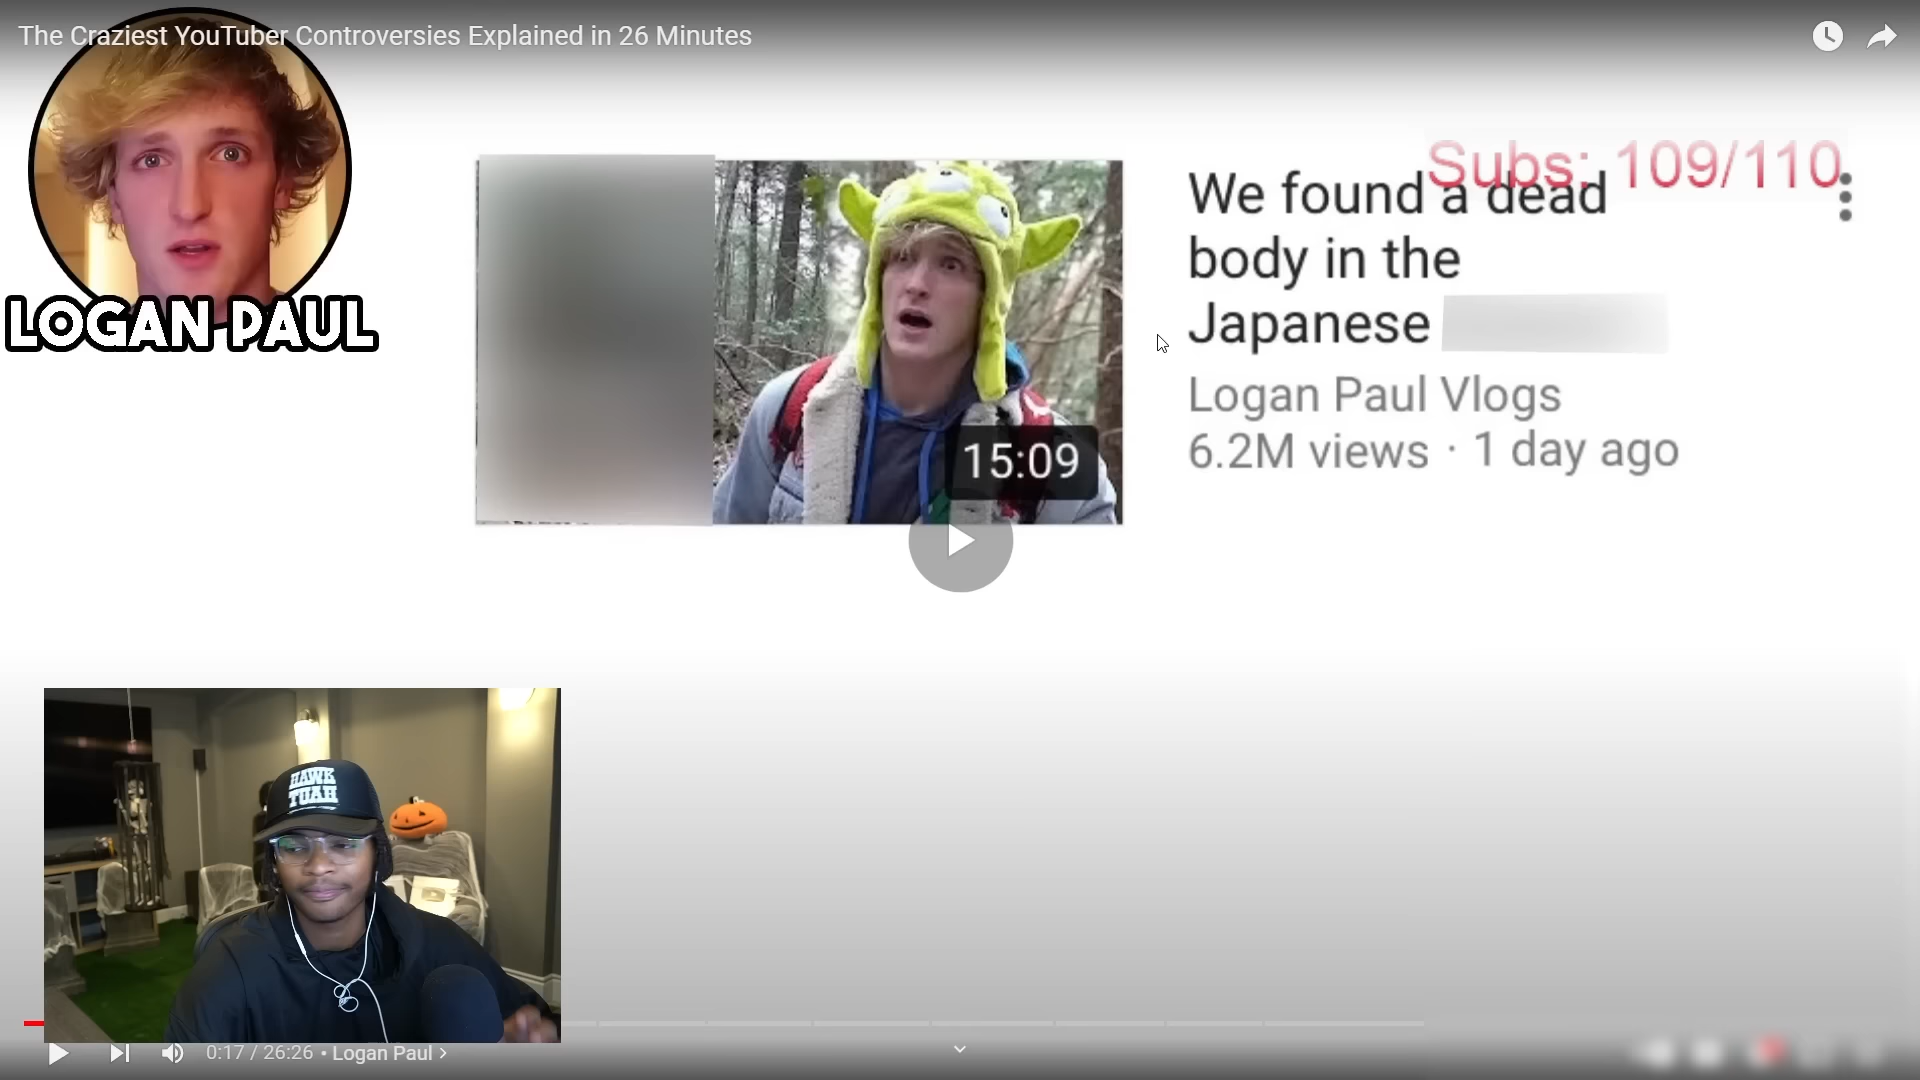 The Craziest YouTuber Controversies Explained in 26 Minutes
Subs: 109/110
We found a dead
body in the
Japanese
Logan Paul Vlogs
6.2M views · 1 day ago
15:09
LOGAN PAUL
HAWK
TUAH
0:17 / 26:26 • Logan Paul ›